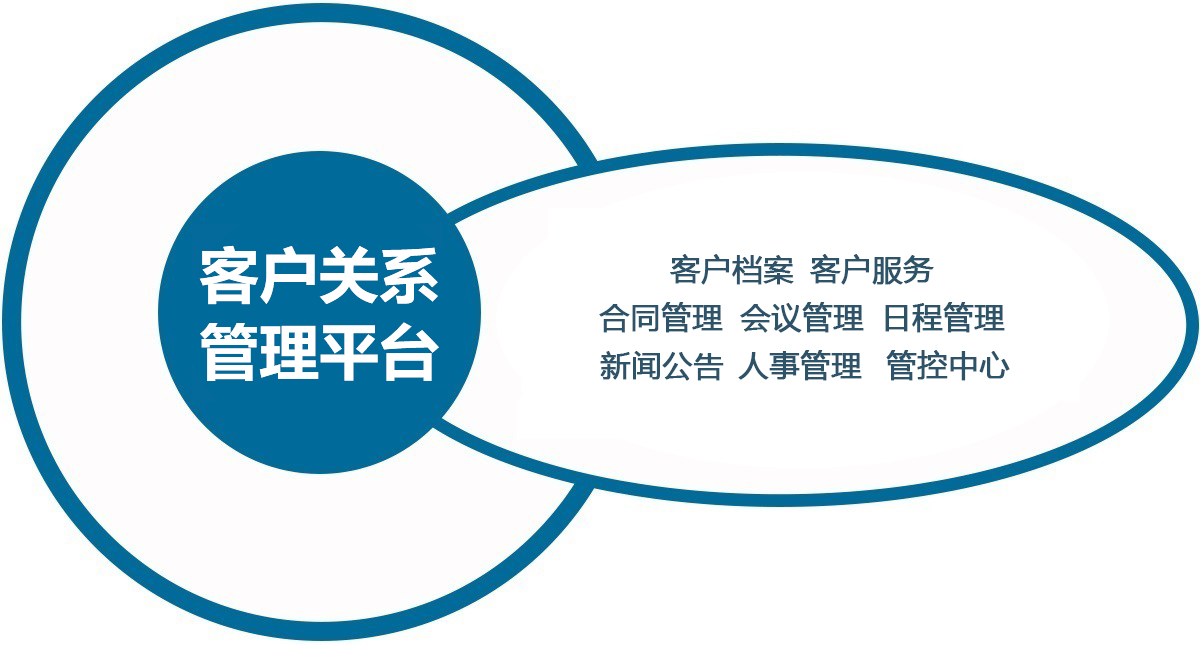 客户关系
管理平台
客户档案 客户服务
合同管理 会议管理 日程管理
新闻公告 人事管理 管控中心